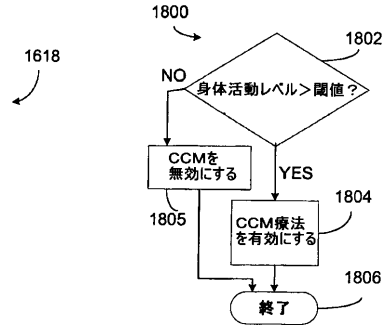 1800
1802
1618
NO
身体活動レベル>閾値?
CCMを
無効にする
YES
1805
1804
CCM療法
を有効にする
1806
終了